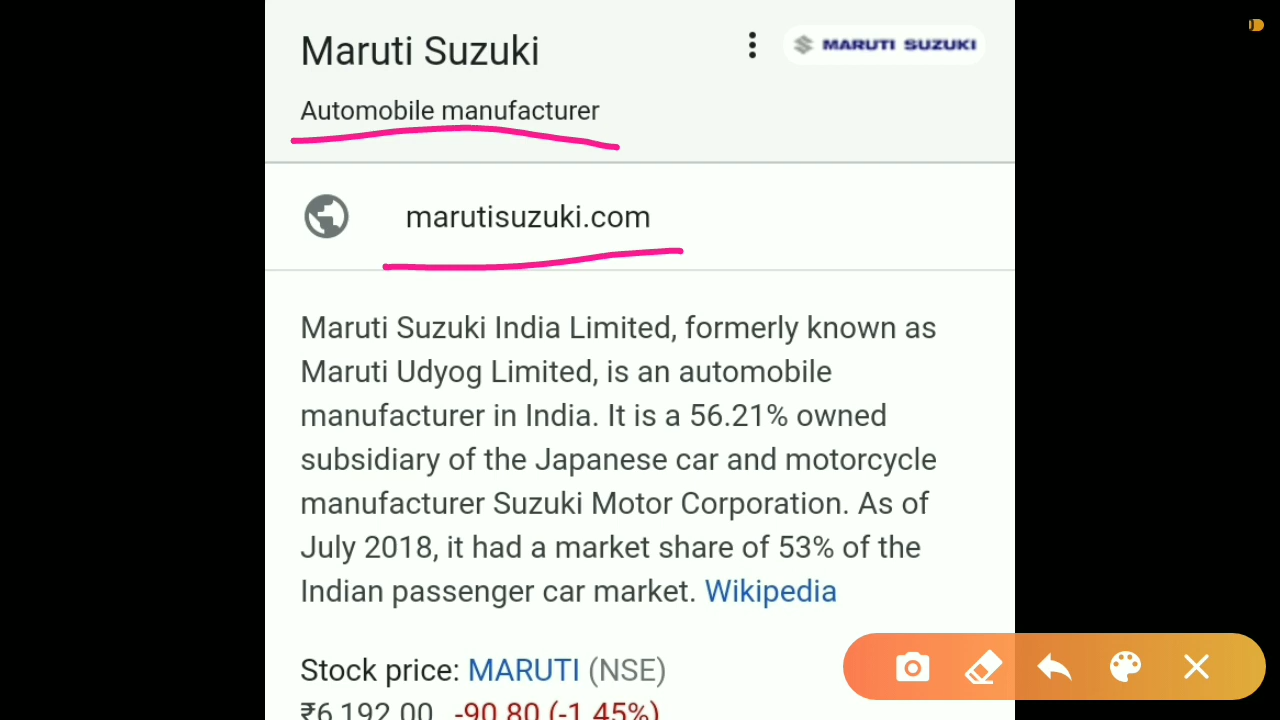 Maruti Suzuki
MARUTI SUZUKI
Automobile manufacturer
marutisuzuki.com
Maruti Suzuki India Limited, formerly known as
Maruti Udyog Limited, is an automobile
manufacturer in India. It is a 56.21% owned
subsidiary of the Japanese car and motorcycle
manufacturer Suzuki Motor Corporation. As of
July 2018, it had a market share of 53% of the
Indian passenger car market. Wikipedia
Stock price: MARUTI (NSE)
₹6,192.00 -90.80 (-1.45%)